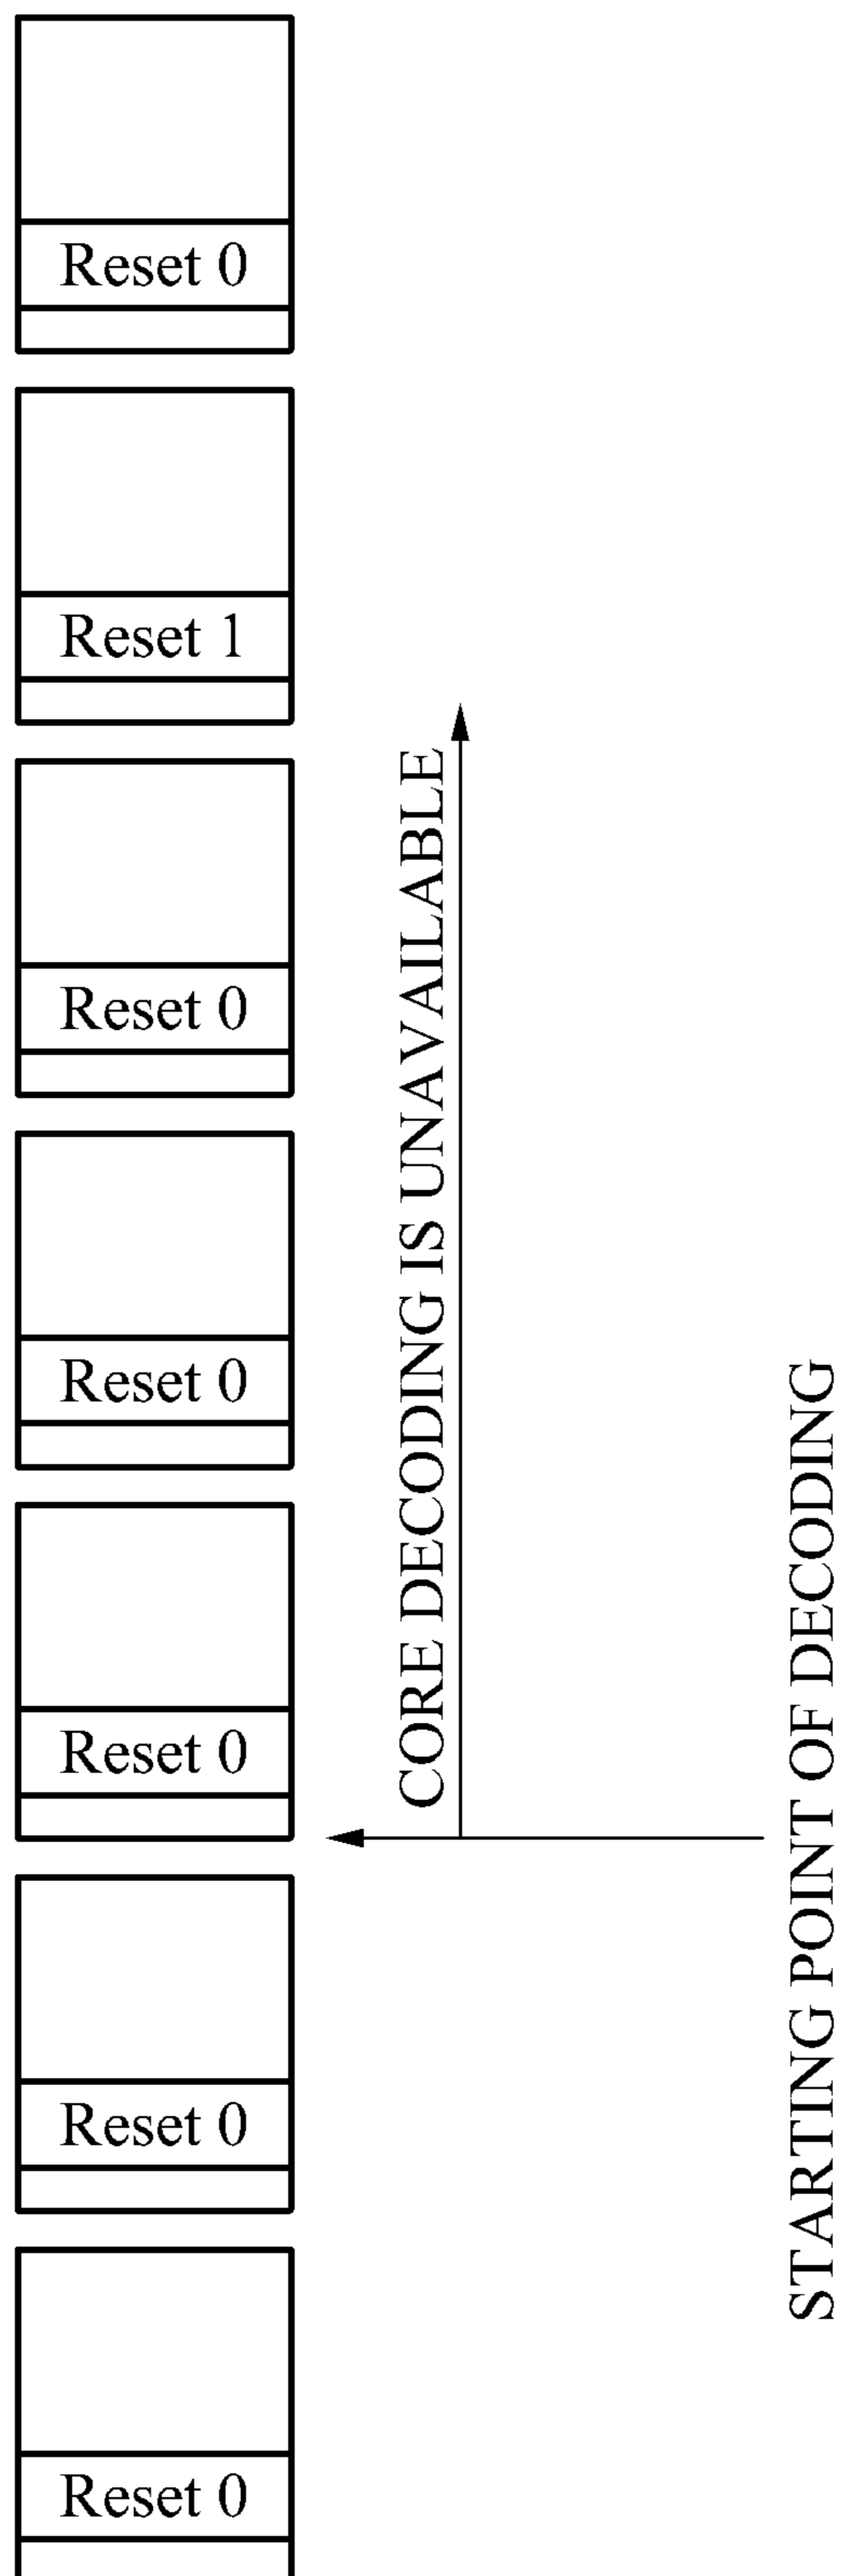 Reset 0
Reset 1
Reset 0
Reset 0
Reset 0
Reset 0
Reset 0
CORE DECODING IS UNAVAILABLE
STARTING POINT OF DECODING